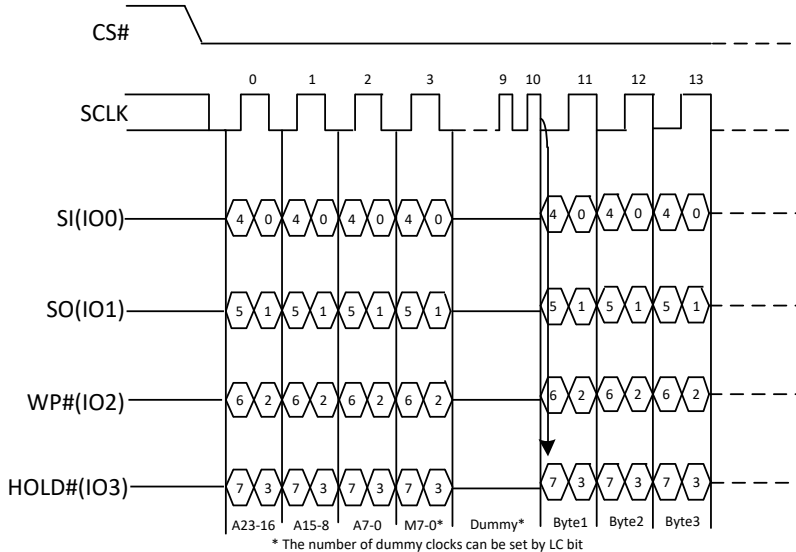 CS#
0 1 2 3 9 10 11 12 13
SCLK
SI(IO0) 4 0 4 0 4 0 4 0 4 0 4 0 4 0
SO(IO1) 5 1 5 1 5 1 5 1 5 1 5 1 5 1
WP#(IO2) 6 2 6 2 6 2 6 2 6 2 6 2 6 2
HOLD#(IO3) 7 3 7 3 7 3 7 3 7 3 7 3 7 3
A23-16 A15-8 A7-0 M7-0* Dummy* Byte1 Byte2 Byte3
* The number of dummy clocks can be set by LC bit